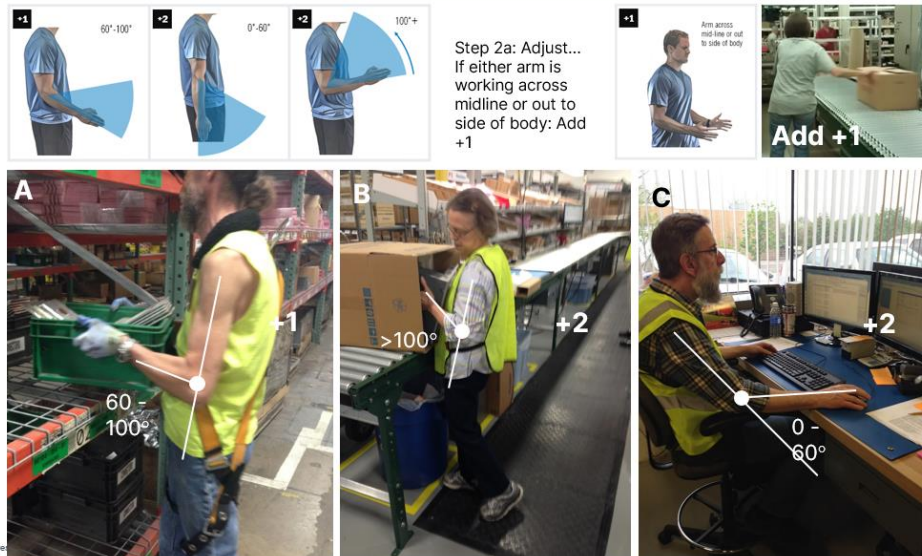 +1
60°-100°
+2
0°-60°
+2
100°+
Step 2a: Adjust...
If either arm is
working across
midline or out to
side of body: Add
+1
+1
Arm across
mid-line or out
to side of body
Add +1
A
+1
60 -
100°
B
>100°
+2
C
+2
0 -
60°